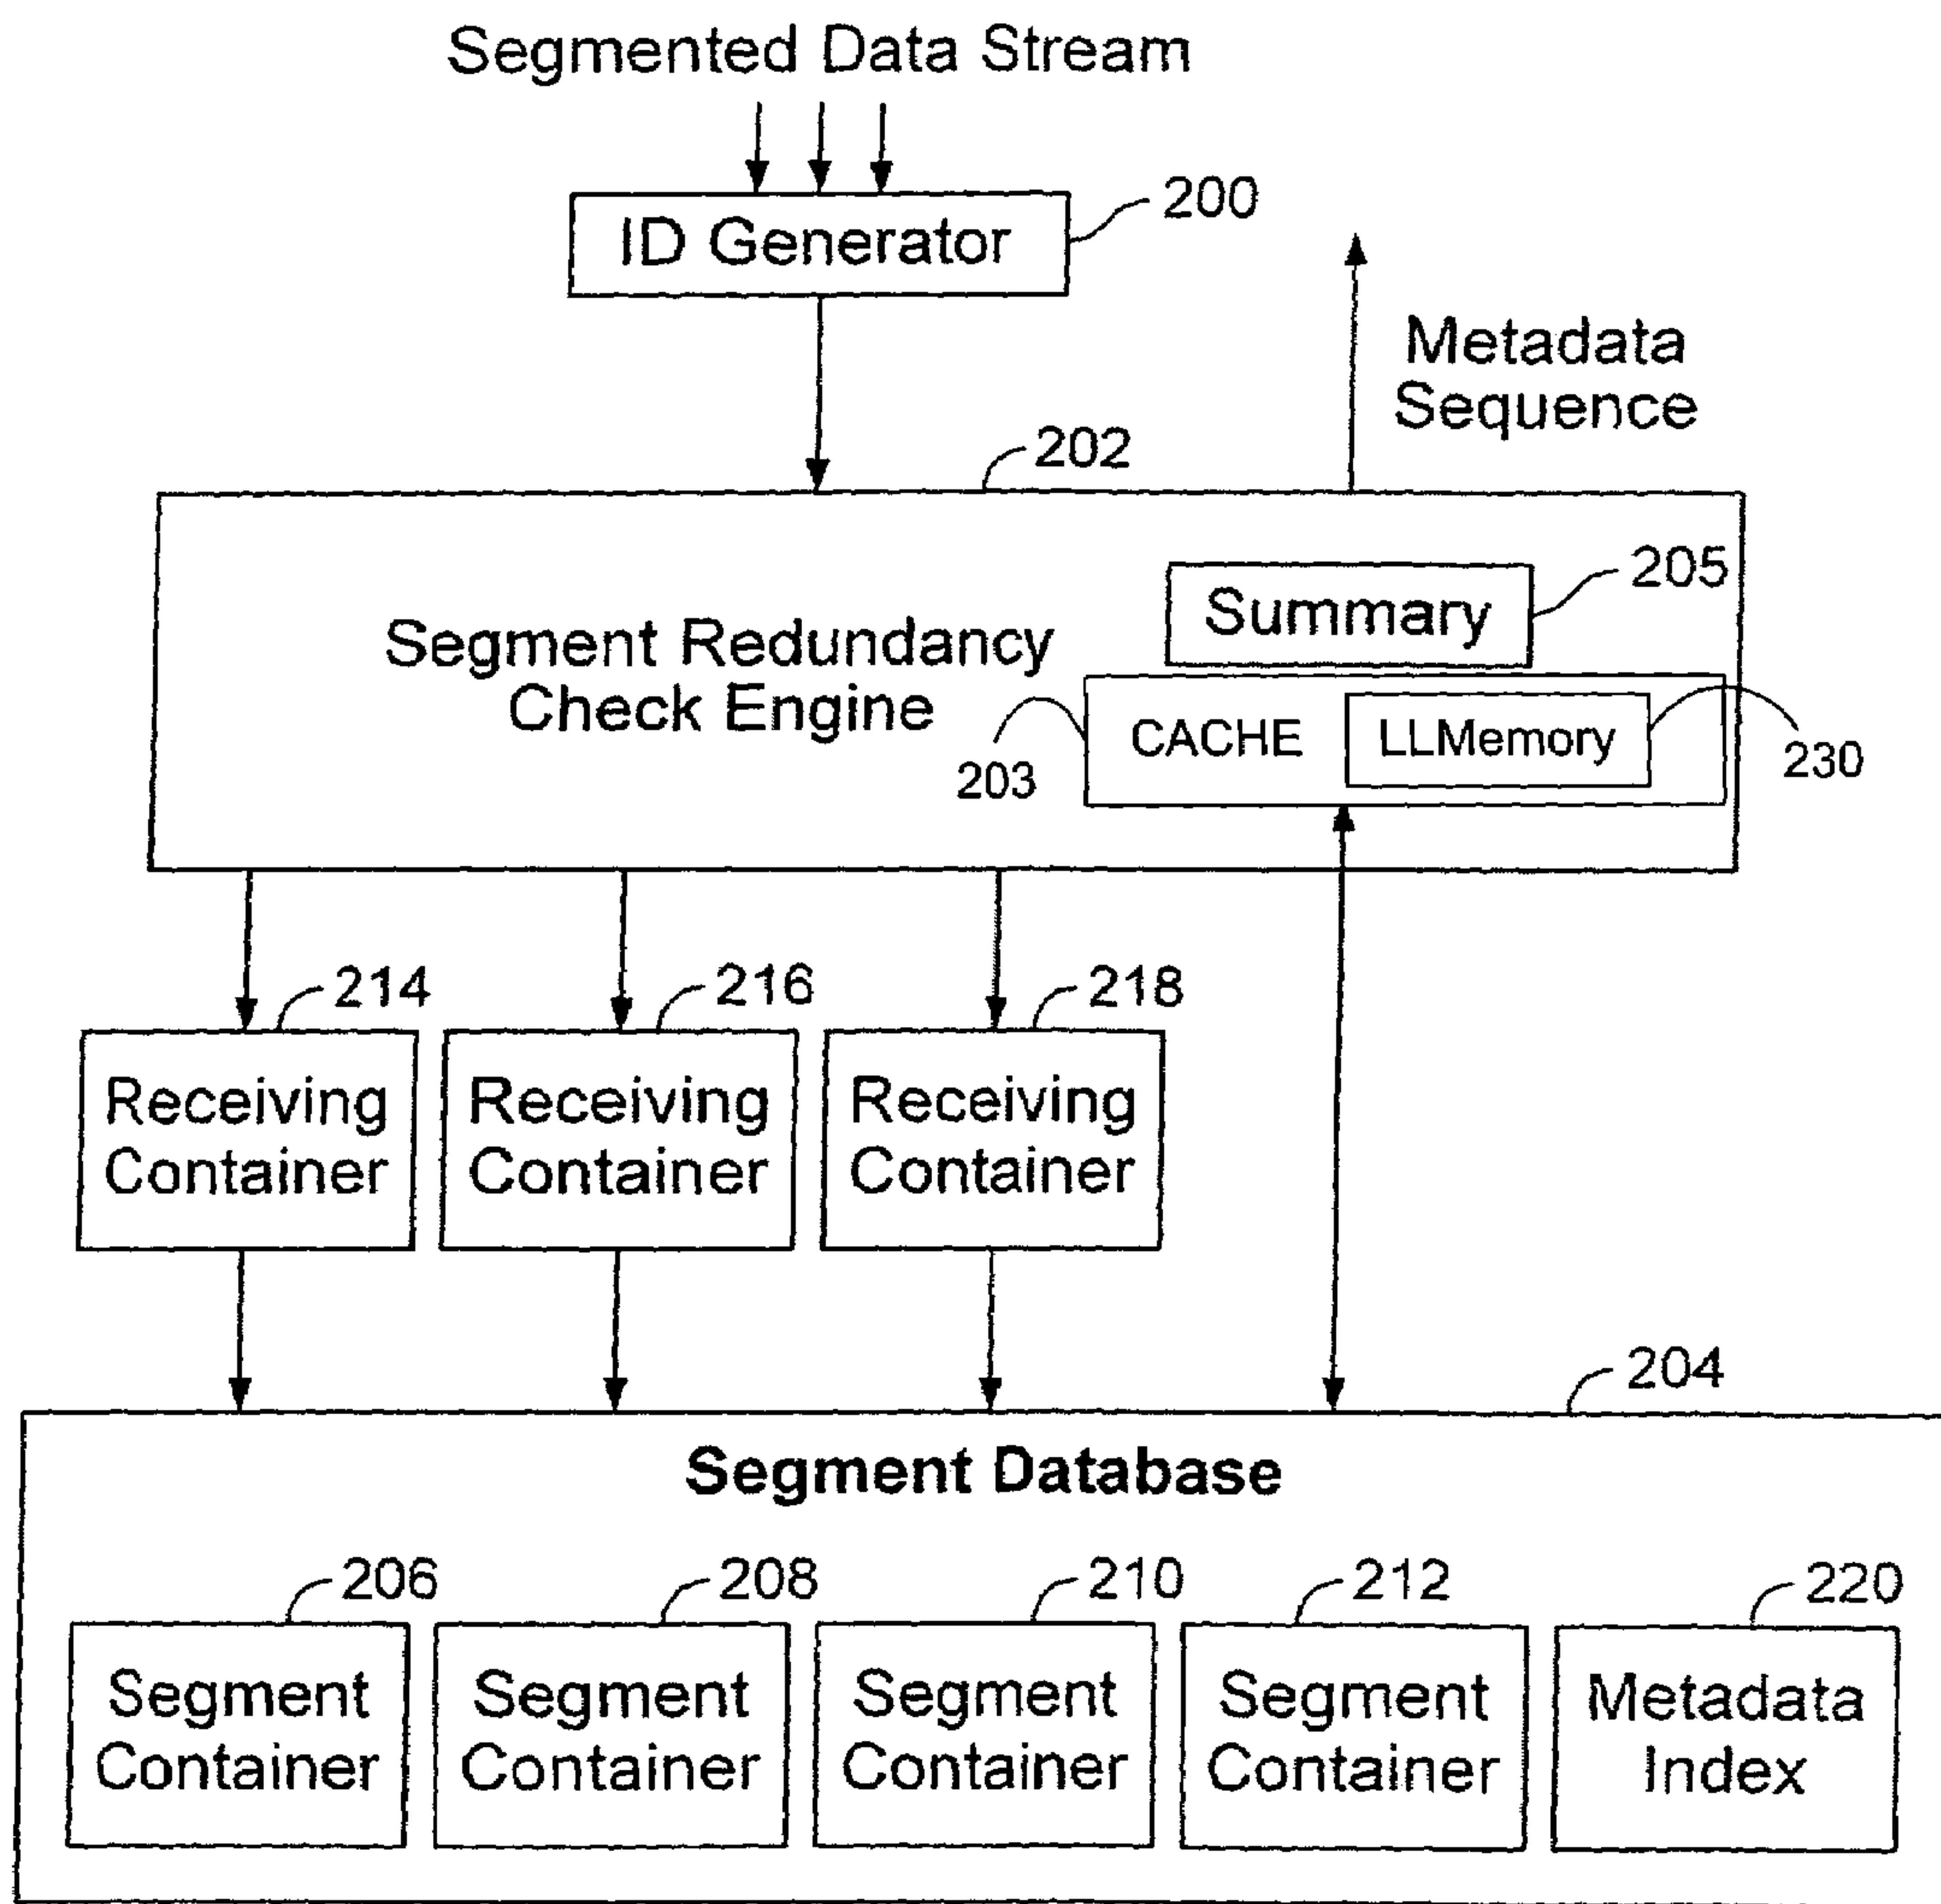 Segmented Data Stream
200
ID Generator
Metadata
Sequence
202
205
Summary
Segment Redundancy
Check Engine
CACHE
LLMemory
203
230
214
216
218
Receiving
Container
Receiving
Container
Receiving
Container
204
Segment Database
206
208
210
212
220
Segment
Container
Segment
Container
Segment
Container
Segment
Container
Metadata
Index